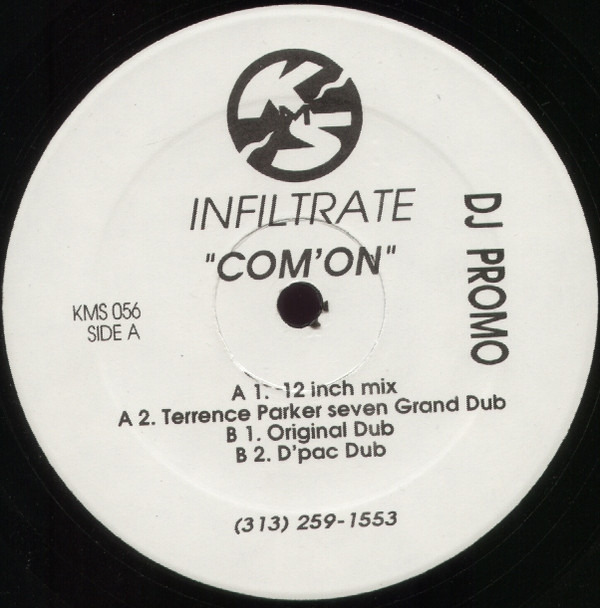 KMS
INFILTRATE
"COM'ON"
DJ PROMO
KMS 056
SIDE A
A 1. 12 inch mix
A 2. Terrence Parker seven Grand Dub
B 1. Original Dub
B 2. D'pac Dub
(313) 259-1553